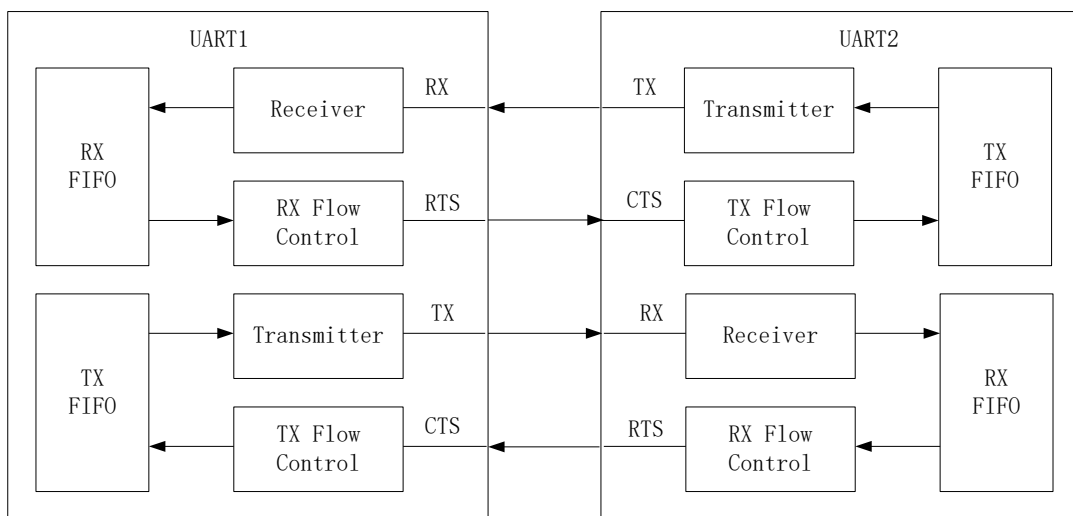 UART1
UART2
RX
TX
Receiver
Transmitter
RX
FIFO
TX
FIFO
RTS
CTS
RX Flow
Control
TX Flow
Control
TX
RX
Transmitter
Receiver
TX
FIFO
RX
FIFO
CTS
RTS
TX Flow
Control
RX Flow
Control